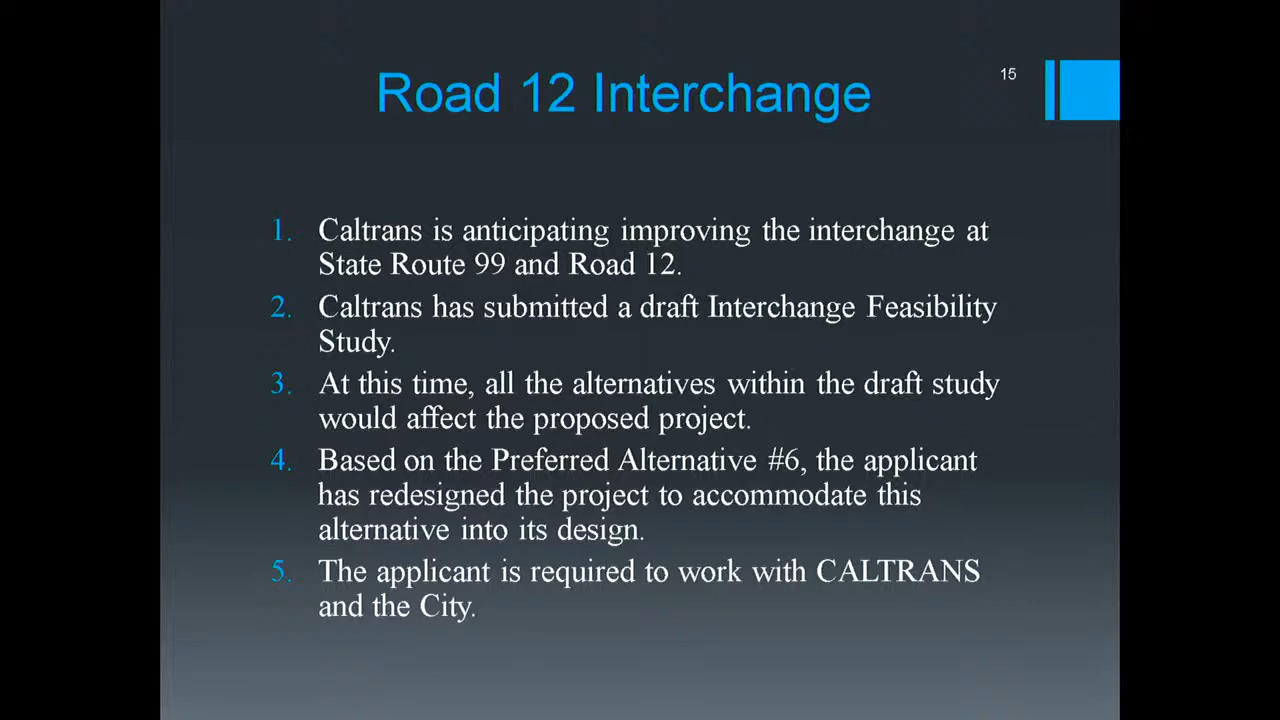 Road 12 Interchange
15
1. Caltrans is anticipating improving the interchange at
State Route 99 and Road 12.
2. Caltrans has submitted a draft Interchange Feasibility
Study.
3. At this time, all the alternatives within the draft study
would affect the proposed project.
4. Based on the Preferred Alternative #6, the applicant
has redesigned the project to accommodate this
alternative into its design.
5. The applicant is required to work with CALTRANS
and the City.